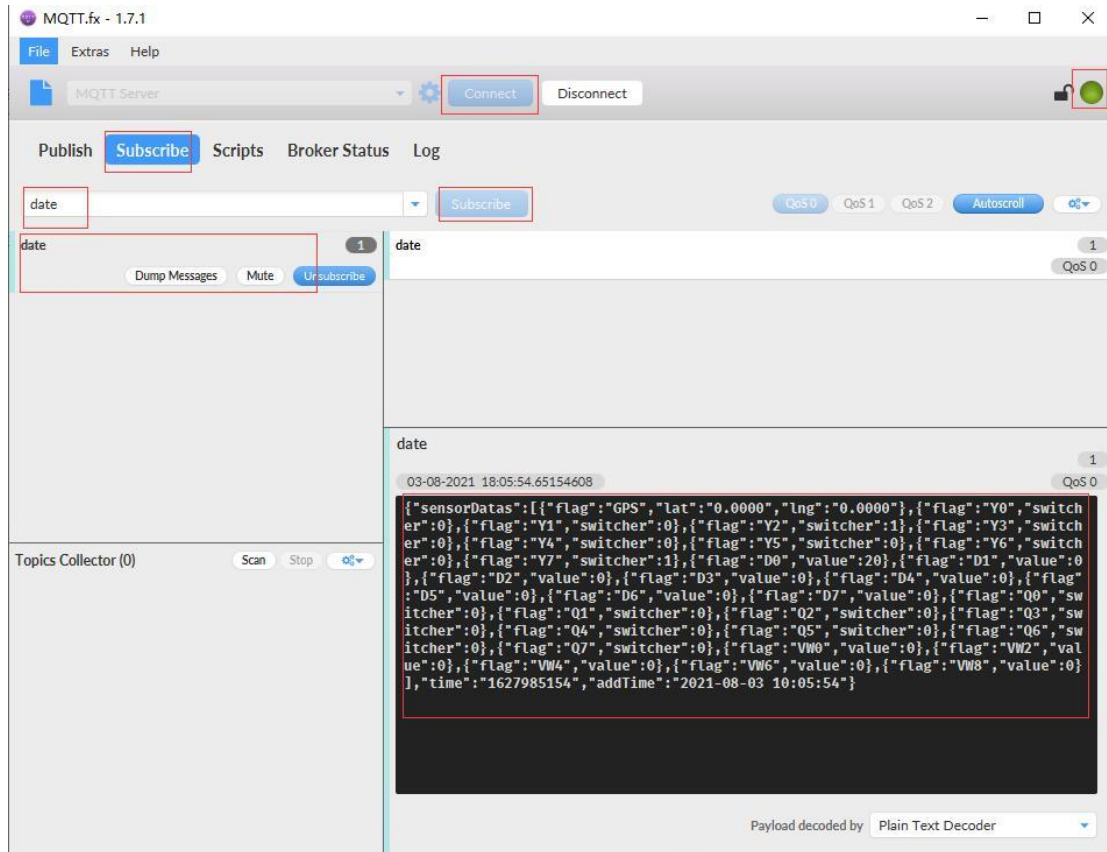 MQTT.fx - 1.7.1
File Extras Help
MQTT Server Connect Disconnect
Publish Subscribe Scripts Broker Status Log
date Subscribe QoS 0 QoS 1 QoS 2 Autoscroll
date 1
Dump Messages Mute Unsubscribe
date 1
QoS 0
date
1
03-08-2021 18:05:54.65154608 QoS 0
{"sensorDatas":[{"flag":"GPS","lat":"0.0000","lng":"0.0000"},{"flag":"Y0","switch
er":0},{"flag":"Y1","switcher":0},{"flag":"Y2","switcher":1},{"flag":"Y3","switch
er":0},{"flag":"Y4","switcher":0},{"flag":"Y5","switcher":0},{"flag":"Y6","switch
er":0},{"flag":"Y7","switcher":1},{"flag":"D0","value":20},{"flag":"D1","value":0
},{"flag":"D2","value":0},{"flag":"D3","value":0},{"flag":"D4","value":0},{"flag"
:"D5","value":0},{"flag":"D6","value":0},{"flag":"D7","value":0},{"flag":"Q0","sw
itcher":0},{"flag":"Q1","switcher":0},{"flag":"Q2","switcher":0},{"flag":"Q3","sw
itcher":0},{"flag":"Q4","switcher":0},{"flag":"Q5","switcher":0},{"flag":"Q6","sw
itcher":0},{"flag":"Q7","switcher":0},{"flag":"VW0","value":0},{"flag":"VW2","val
ue":0},{"flag":"VW4","value":0},{"flag":"VW6","value":0},{"flag":"VW8","value":0}
],"time":"1627985154","addTime":"2021-08-03 10:05:54"}
Topics Collector (0) Scan Stop
Payload decoded by Plain Text Decoder